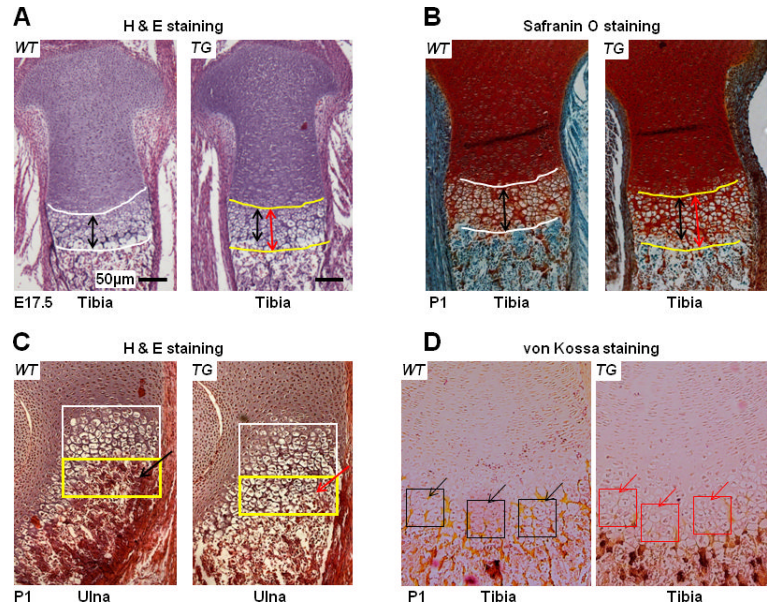 A
H & E staining
WT
TG
50µm
E17.5
Tibia
Tibia
B
Safranin O staining
WT
TG
P1
Tibia
Tibia
C
H & E staining
WT
TG
P1
Ulna
Ulna
D
von Kossa staining
WT
TG
P1
Tibia
Tibia